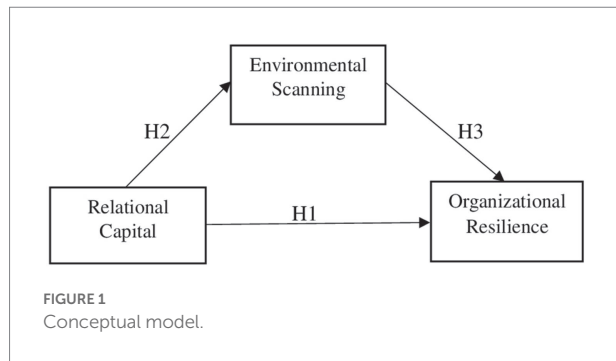 Environmental
Scanning
H2
H3
Relational
Capital
H1
Organizational
Resilience
FIGURE 1
Conceptual model.